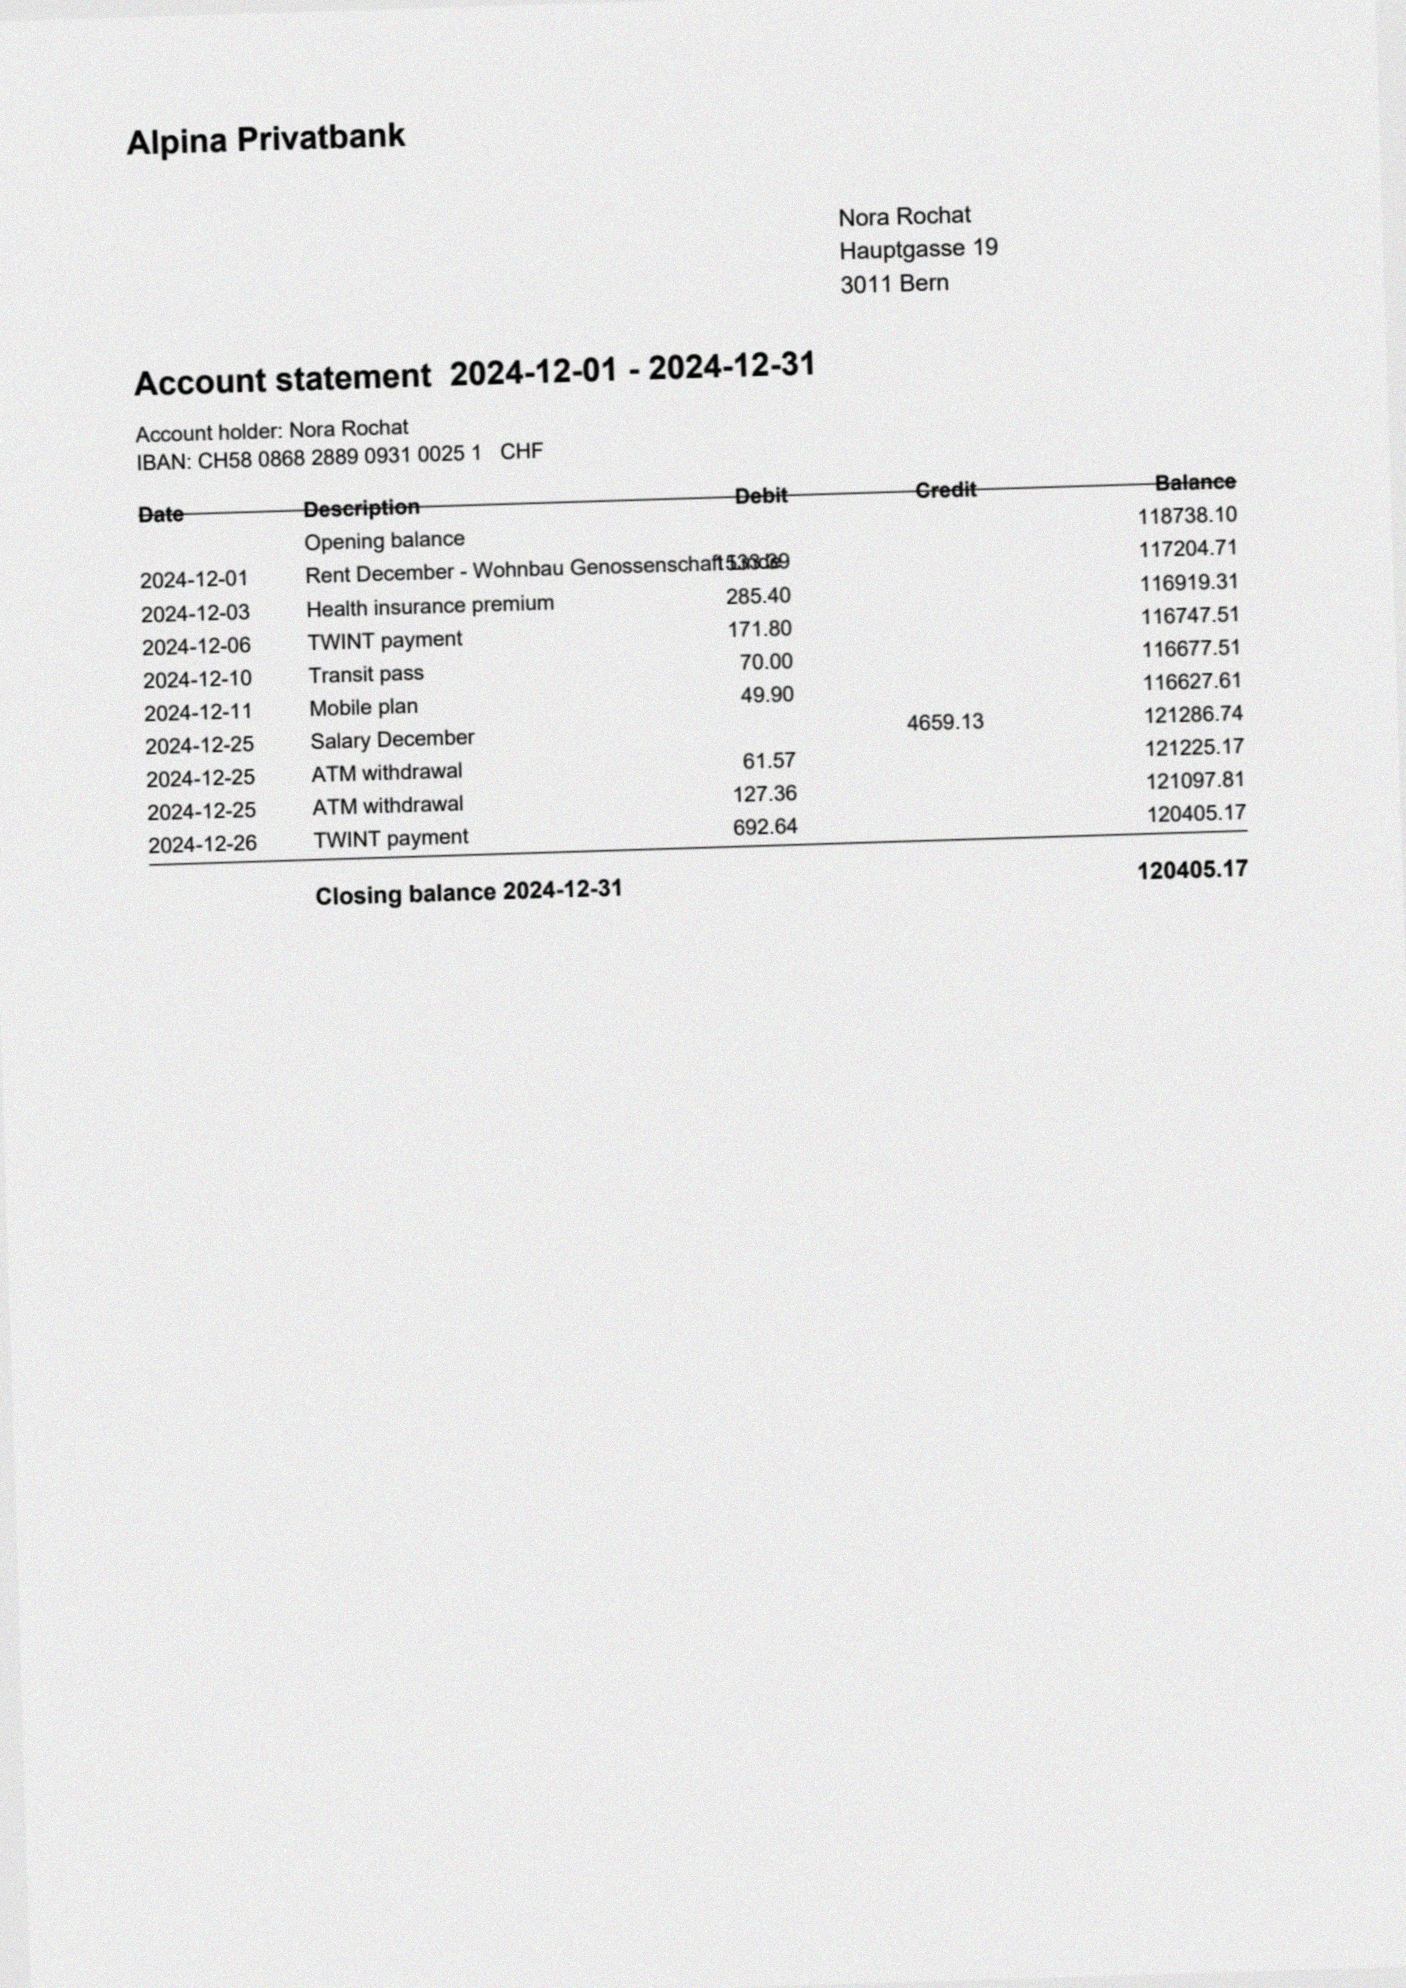 Alpina Privatbank
Nora Rochat
Hauptgasse 19
3011 Bern
Account statement 2024-12-01 - 2024-12-31
Account holder: Nora Rochat
IBAN: CH58 0868 2889 0931 0025 1 CHF
Date Description Debit Credit Balance
Opening balance 118738.10
2024-12-01 Rent December - Wohnbau Genossenschaft 117204.71
2024-12-03 Health insurance premium 285.40 116919.31
2024-12-06 TWINT payment 171.80 116747.51
2024-12-10 Transit pass 70.00 116677.51
2024-12-11 Mobile plan 49.90 116627.61
2024-12-25 Salary December 4659.13 121286.74
2024-12-25 ATM withdrawal 61.57 121225.17
2024-12-25 ATM withdrawal 127.36 121097.81
2024-12-26 TWINT payment 692.64 120405.17
Closing balance 2024-12-31 120405.17